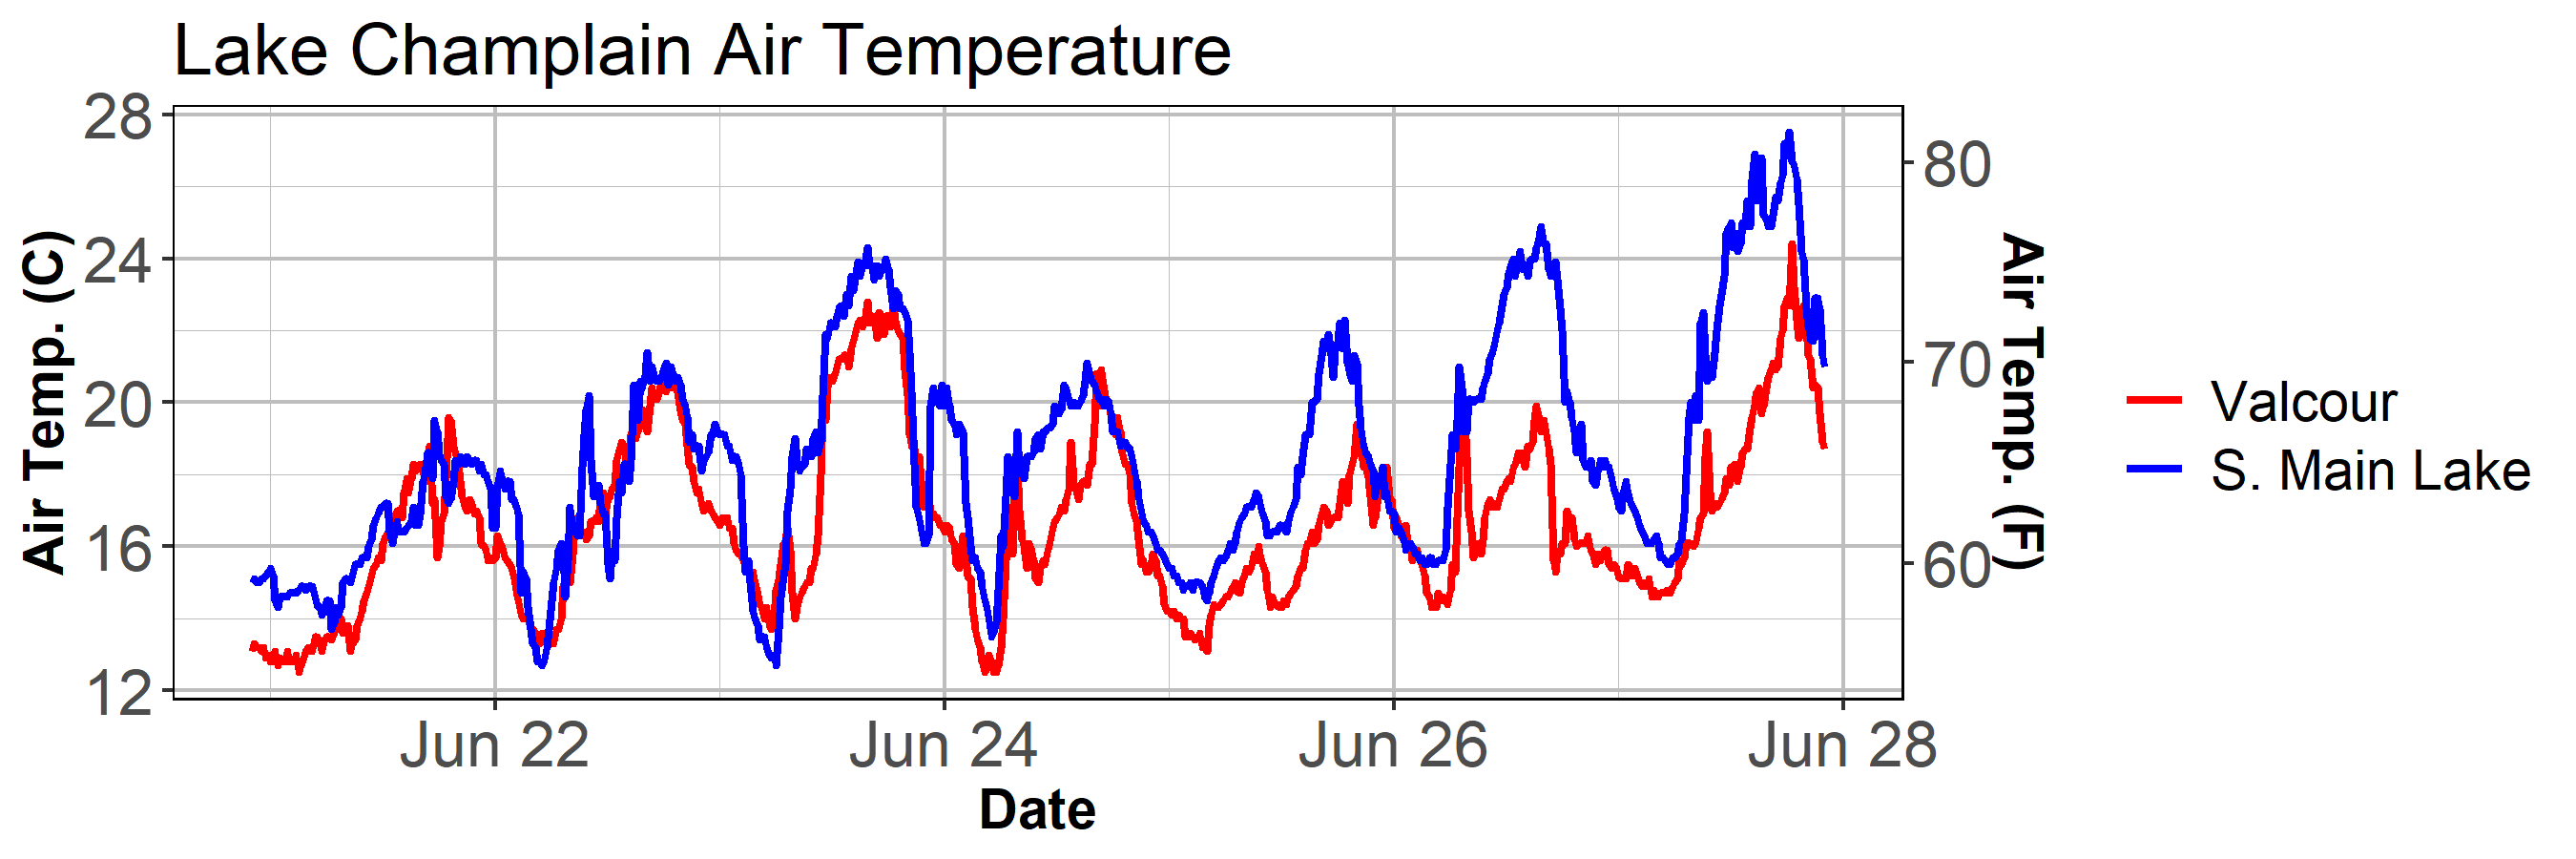 Lake Champlain Air Temperature
28
24
20
16
12
Air Temp. (C)
80
70
60
Air Temp. (F)
Jun 22
Jun 24
Jun 26
Jun 28
Date
Valcour
S. Main Lake